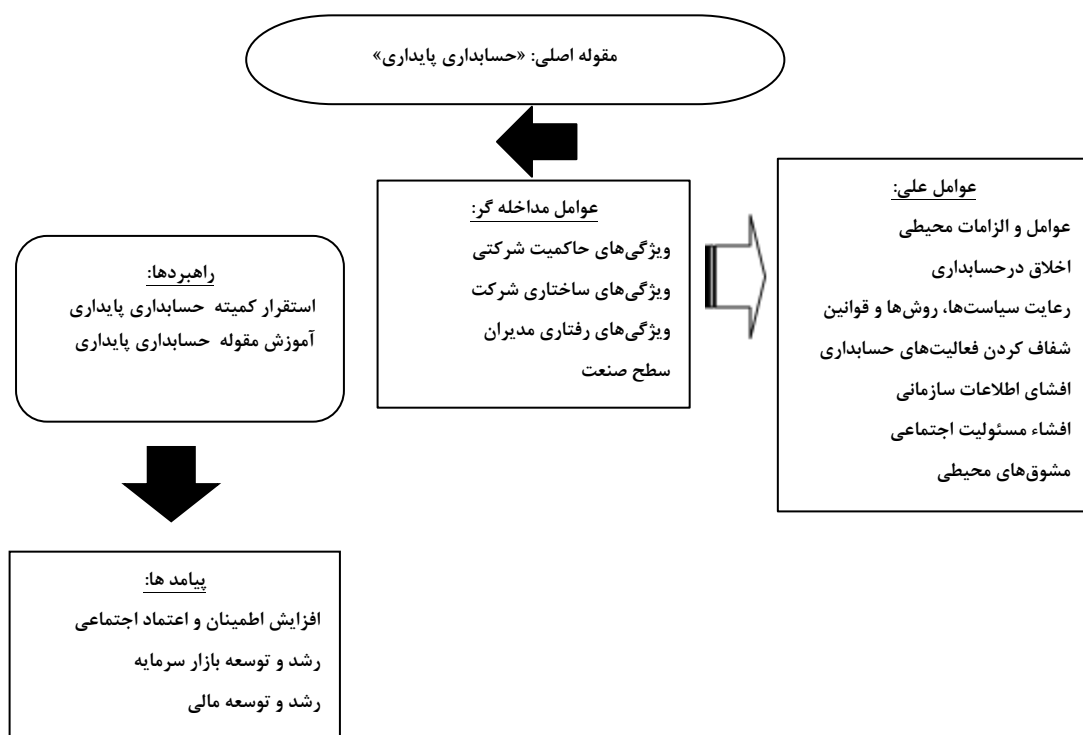 مقوله اصلی: «حسابداری پایداری»
عوامل علی:
عوامل و الزامات محیطی
اخلاق درحسابداری
رعایت سیاست‌ها، روش‌ها و قوانین
شفاف کردن فعالیت‌های حسابداری
افشای اطلاعات سازمانی
افشاء مسئولیت اجتماعی
مشوق‌های محیطی
عوامل مداخله گر:
ویژگی‌های حاکمیت شرکتی
ویژگی‌های ساختاری شرکت
ویژگی‌های رفتاری مدیران
سطح صنعت
راهبردها:
استقرار کمیته حسابداری پایداری
آموزش مقوله حسابداری پایداری
پیامد ها:
افزایش اطمینان و اعتماد اجتماعی
رشد و توسعه بازار سرمایه
رشد و توسعه مالی